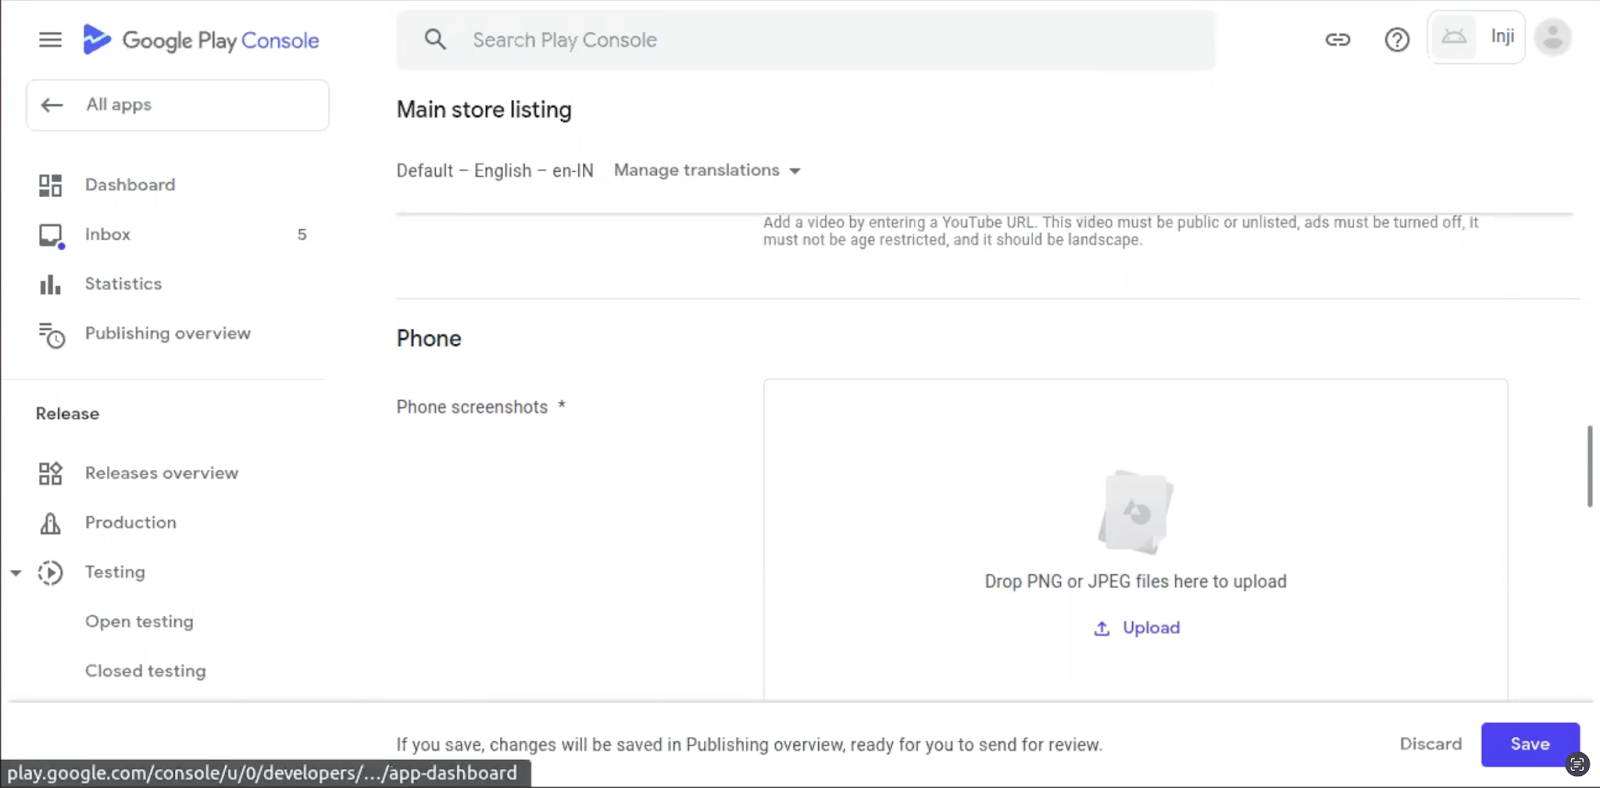 Google Play Console
Search Play Console
Inji
All apps
Main store listing
Default – English – en-IN Manage translations
Dashboard
Inbox 5
Statistics
Publishing overview
Add a video by entering a YouTube URL. This video must be public or unlisted, ads must be turned off, it
must not be age restricted, and it should be landscape.
Phone
Phone screenshots *
Release
Releases overview
Production
Testing
Open testing
Closed testing
Drop PNG or JPEG files here to upload
Upload
If you save, changes will be saved in Publishing overview, ready for you to send for review.
Discard
Save
play.google.com/console/u/0/developers/.../app-dashboard